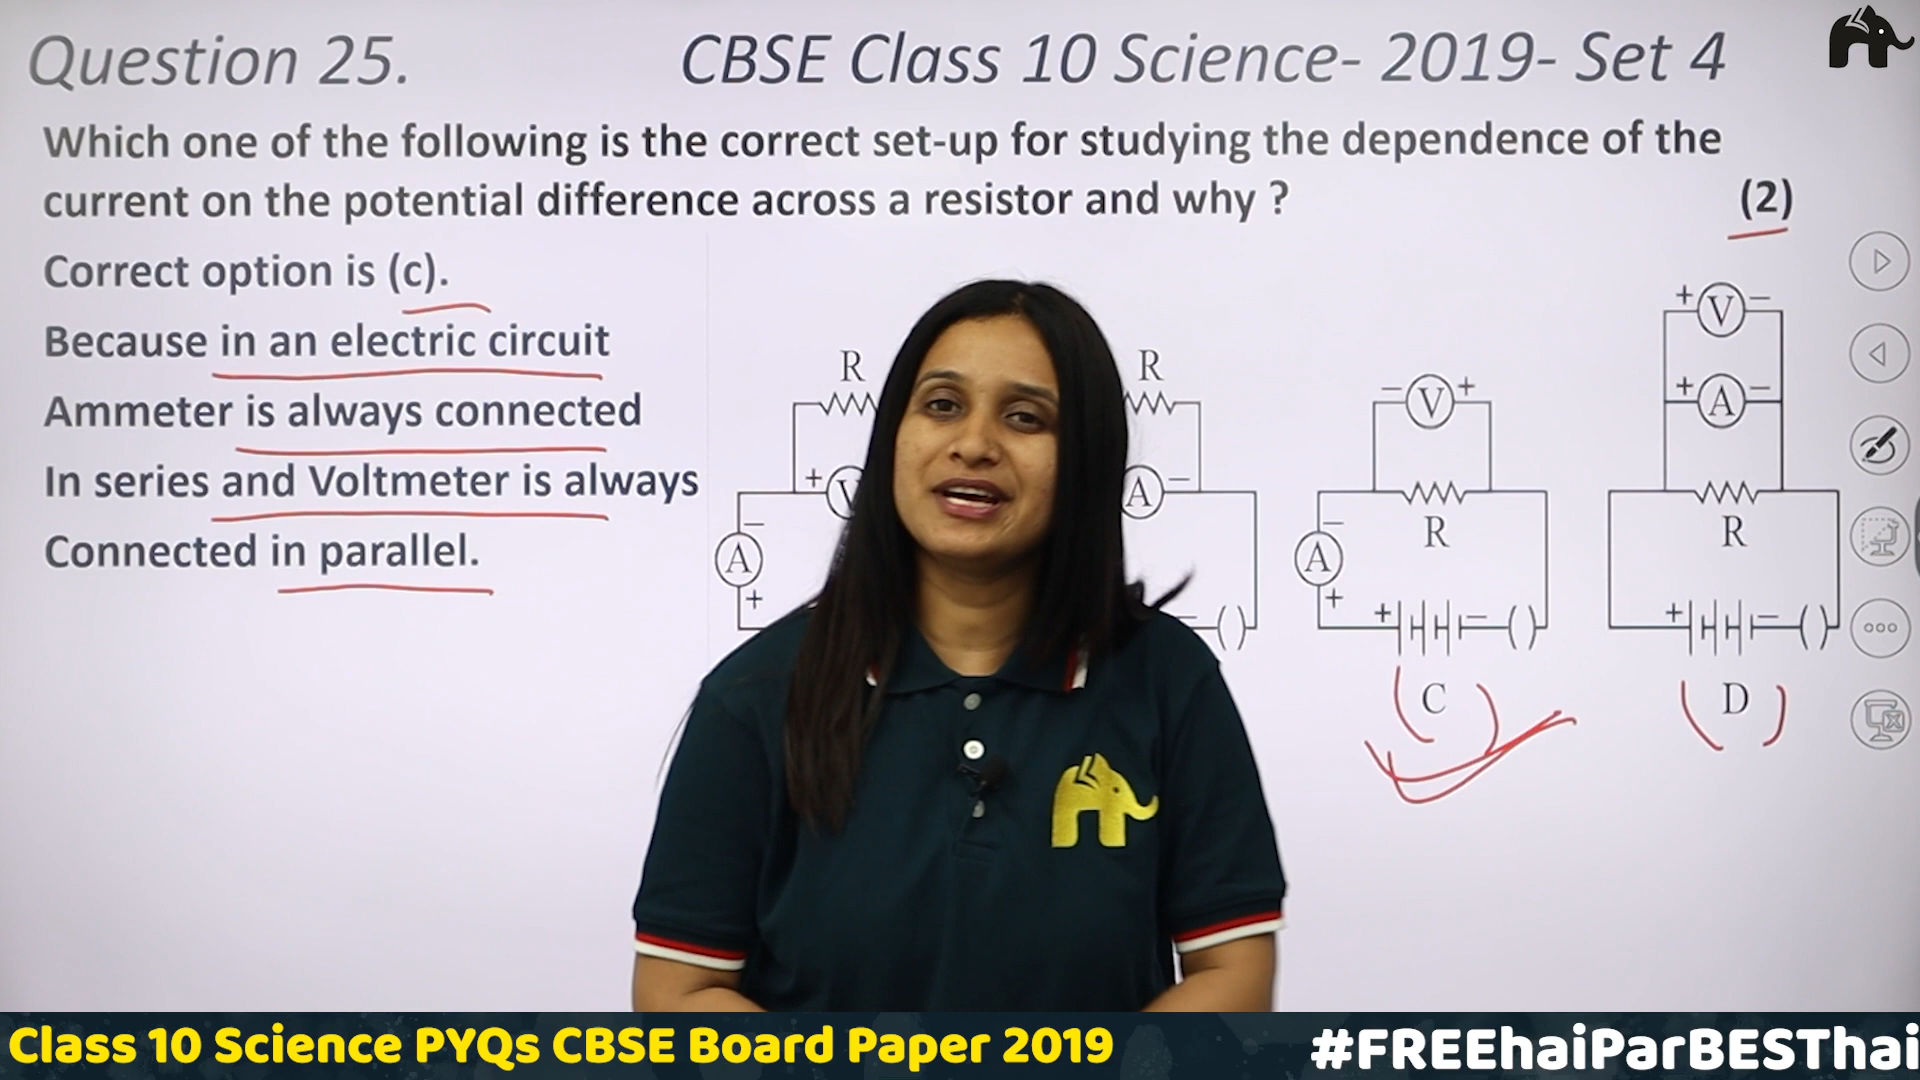 Question 25.
CBSE Class 10 Science- 2019- Set 4
Which one of the following is the correct set-up for studying the dependence of the
current on the potential difference across a resistor and why ?
(2)
Correct option is (c).
Because in an electric circuit
Ammeter is always connected
In series and Voltmeter is always
Connected in parallel.
R
+
V
−
A
+
R
A
−
−
( )
− V +
−
R
A
+
+ − ( )
( C )
+ V −
+ A −
R
+ − ( )
( D )
Class 10 Science PYQs CBSE Board Paper 2019
#FREEhaiParBESThai